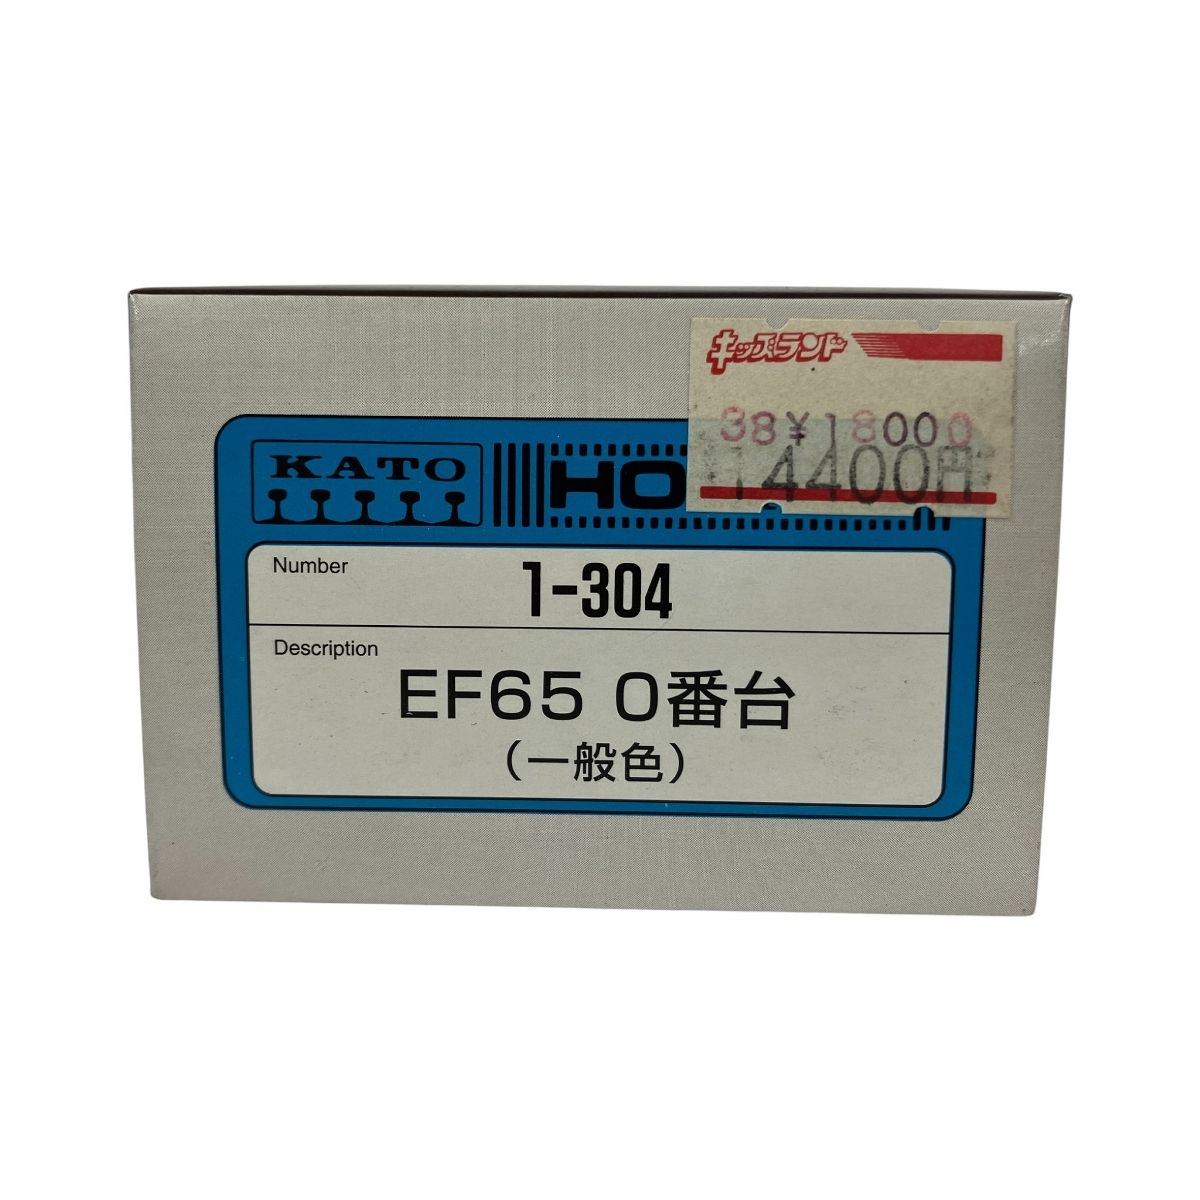 キッズランド
38¥18000
14400円
KATO
HO
Number
1-304
Description
EF65 0番台
(一般色)